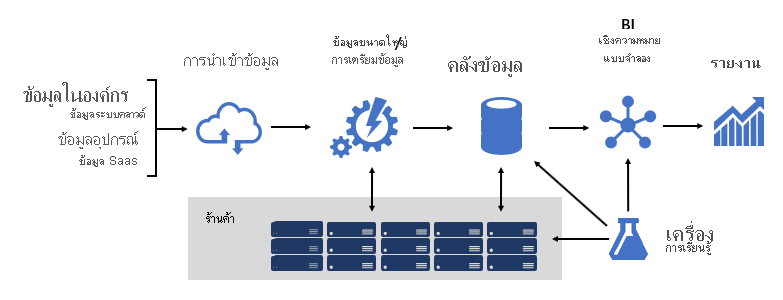 ข้อมูลในองค์กร
ข้อมูลระบบคลาวด์
ข้อมูลอุปกรณ์
ข้อมูล Saas
การนำเข้าข้อมูล
ข้อมูลขนาดใหญ่/
การเตรียมข้อมูล
คลังข้อมูล
BI
เชิงความหมาย
แบบจำลอง
รายงาน
ร้านค้า
เครื่อง
การเรียนรู้